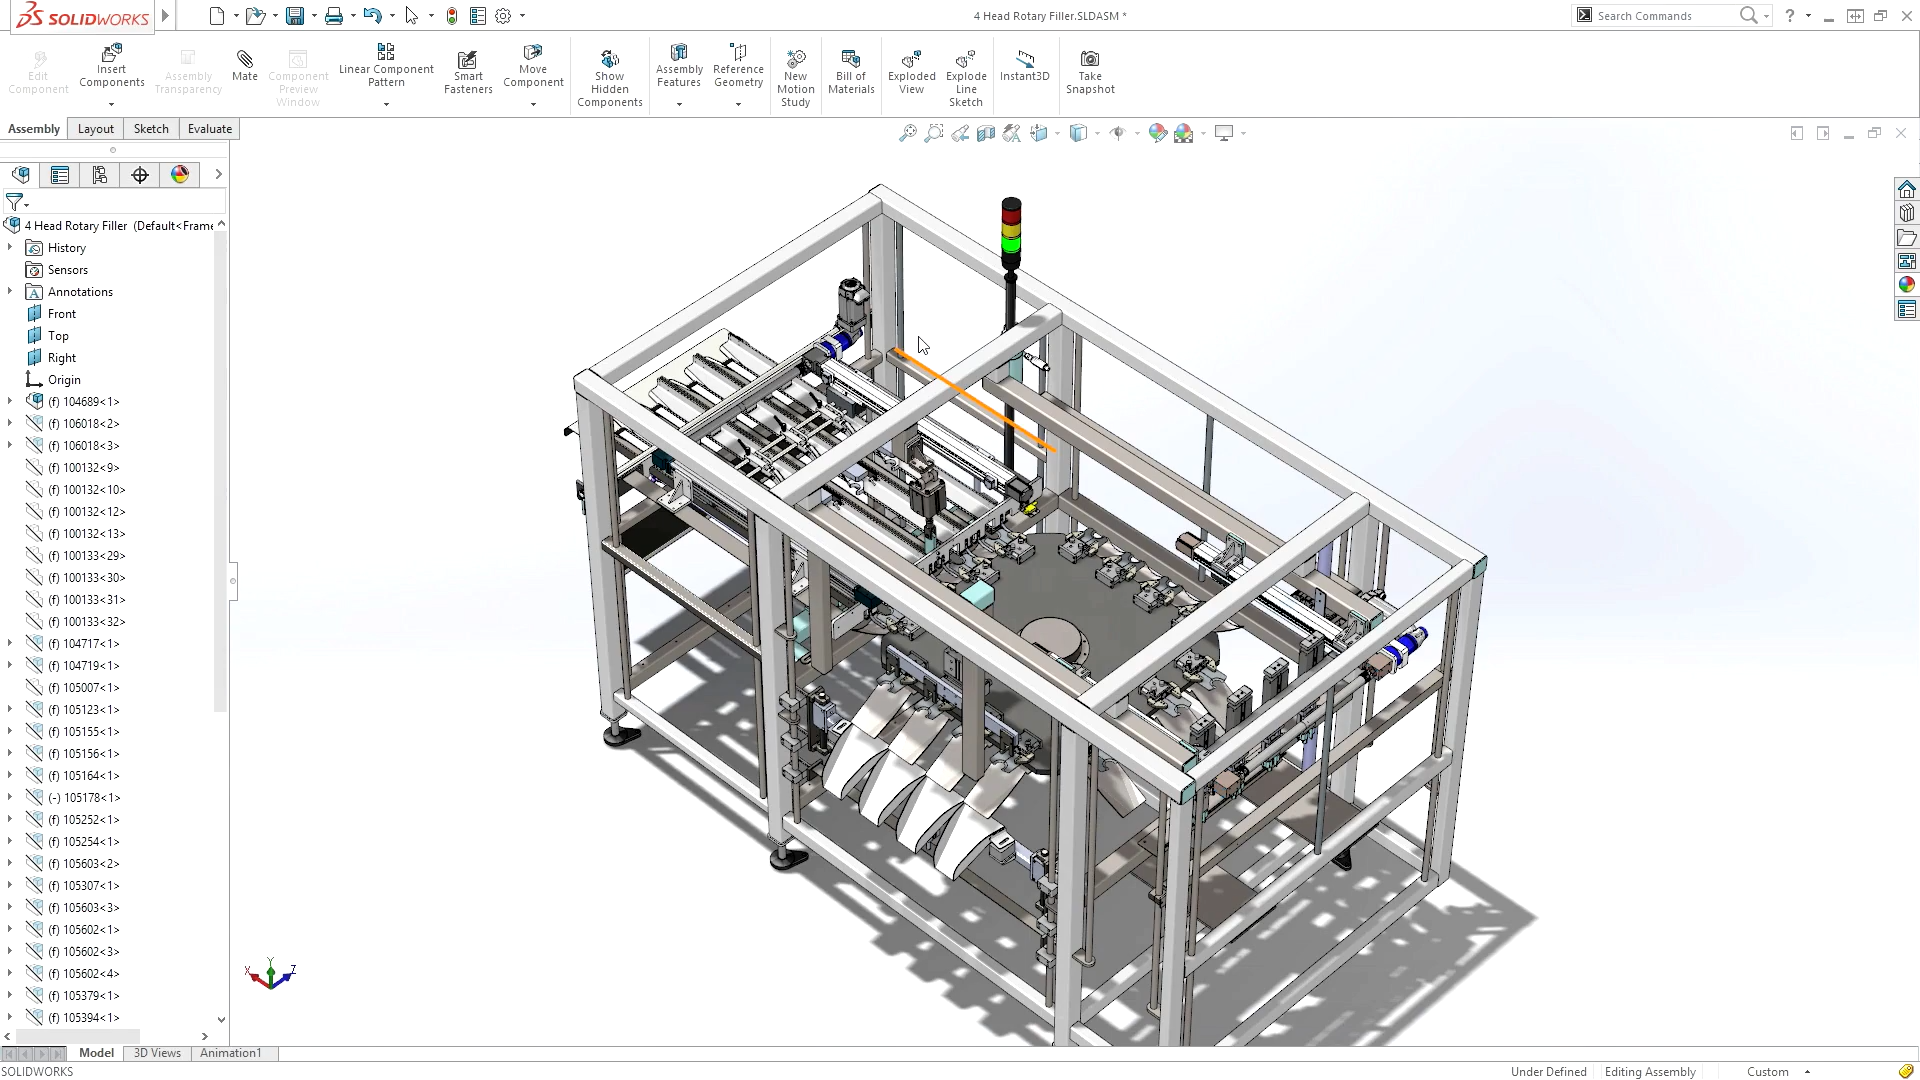 SOLIDWORKS
4 Head Rotary Filler.SLDASM *
Search Commands
?
Edit Component
Insert Components
Assembly Transparency
Mate
Component Preview Window
Linear Component Pattern
Smart Fasteners
Move Component
Show Hidden Components
Assembly Features
Reference Geometry
New Motion Study
Bill of Materials
Exploded View
Explode Line Sketch
Instant3D
Take Snapshot
Assembly
Layout
Sketch
Evaluate
4 Head Rotary Filler (Default<Frame
History
Sensors
Annotations
Front
Top
Right
Origin
(f) 104689<1>
(f) 106018<2>
(f) 106018<3>
(f) 100132<9>
(f) 100132<10>
(f) 100132<12>
(f) 100132<13>
(f) 100133<29>
(f) 100133<30>
(f) 100133<31>
(f) 100133<32>
(f) 104717<1>
(f) 104719<1>
(f) 105007<1>
(f) 105123<1>
(f) 105155<1>
(f) 105156<1>
(f) 105164<1>
(-) 105178<1>
(f) 105252<1>
(f) 105254<1>
(f) 105603<2>
(f) 105307<1>
(f) 105603<3>
(f) 105602<1>
(f) 105602<3>
(f) 105602<4>
(f) 105379<1>
(f) 105394<1>
X Y Z
Model
3D Views
Animation1
SOLIDWORKS
Under Defined
Editing Assembly
Custom